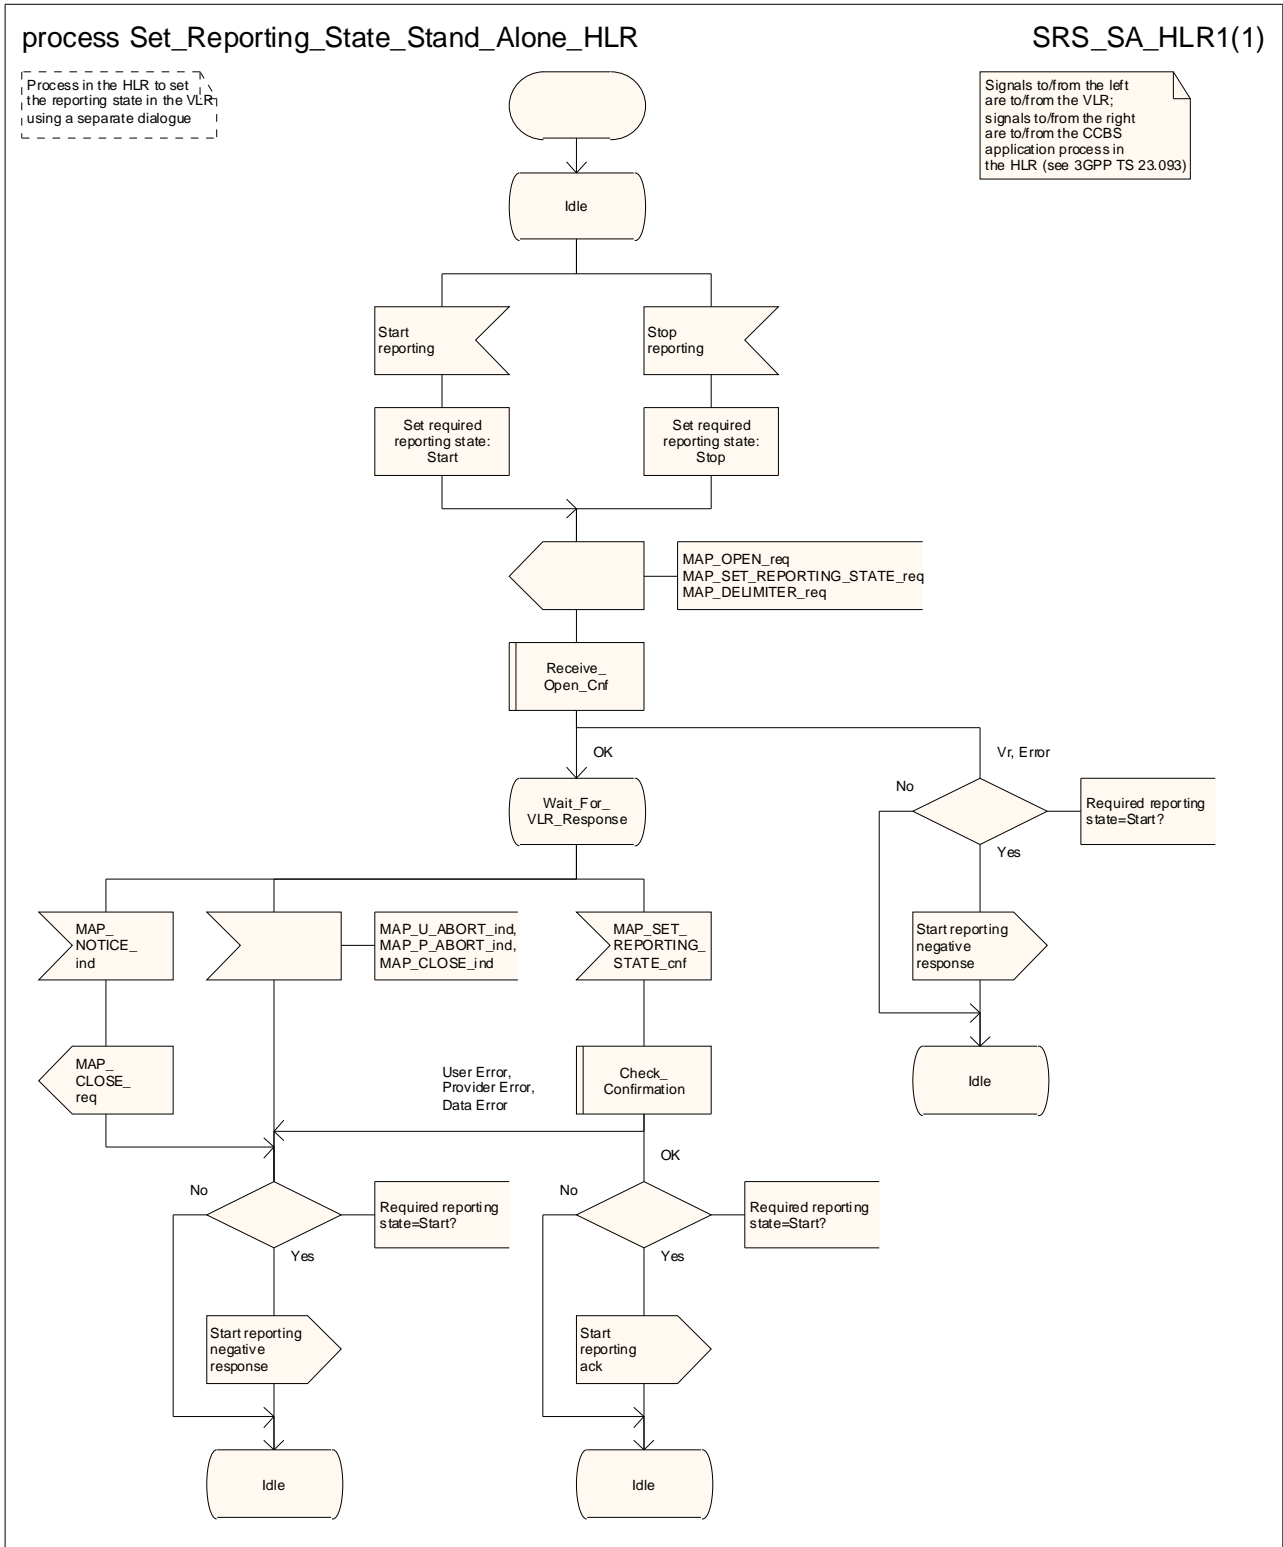 process Set_Reporting_State_Stand_Alone_HLR
SRS_SA_HLR1(1)
Process in the HLR to set
the reporting state in the VLR
using a separate dialogue
Signals to/from the left
are to/from the VLR;
signals to/from the right
are to/from the CCBS
application process in
the HLR (see 3GPP TS 23.093)
Idle
Start
reporting
Stop
reporting
Set required
reporting state:
Start
Set required
reporting state:
Stop
MAP_OPEN_req
MAP_SET_REPORTING_STATE_req
MAP_DELIMITER_req
Receive_
Open_Cnf
OK
Vr, Error
Wait_For_
VLR_Response
No
Required reporting
state=Start?
Yes
MAP_
NOTICE_
ind
MAP_U_ABORT_ind,
MAP_P_ABORT_ind,
MAP_CLOSE_ind
MAP_SET_
REPORTING_
STATE_cnf
Start reporting
negative
response
MAP_
CLOSE_
req
User Error,
Provider Error,
Data Error
Check_
Confirmation
Idle
OK
No
Required reporting
state=Start?
Yes
No
Required reporting
state=Start?
Yes
Start reporting
negative
response
Start
reporting
ack
Idle
Idle